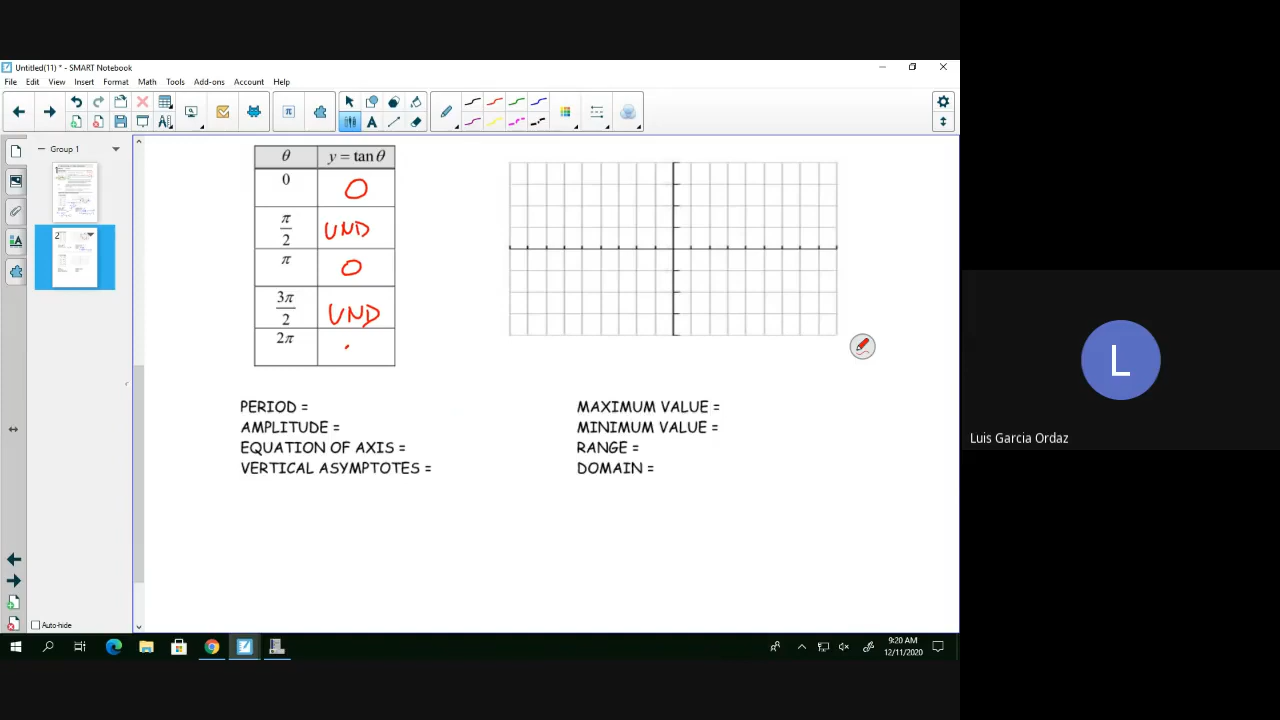 Untitled(11) * - SMART Notebook
File Edit View Insert Format Math Tools Add-ons Account Help
Group 1
2
θ y = tan θ
0 0
π/2 UND
π 0
3π/2 UND
2π
PERIOD =
AMPLITUDE =
EQUATION OF AXIS =
VERTICAL ASYMPTOTES =
MAXIMUM VALUE =
MINIMUM VALUE =
RANGE =
DOMAIN =
L
Luis Garcia Ordaz
Auto-hide
9:20 AM
12/11/2020